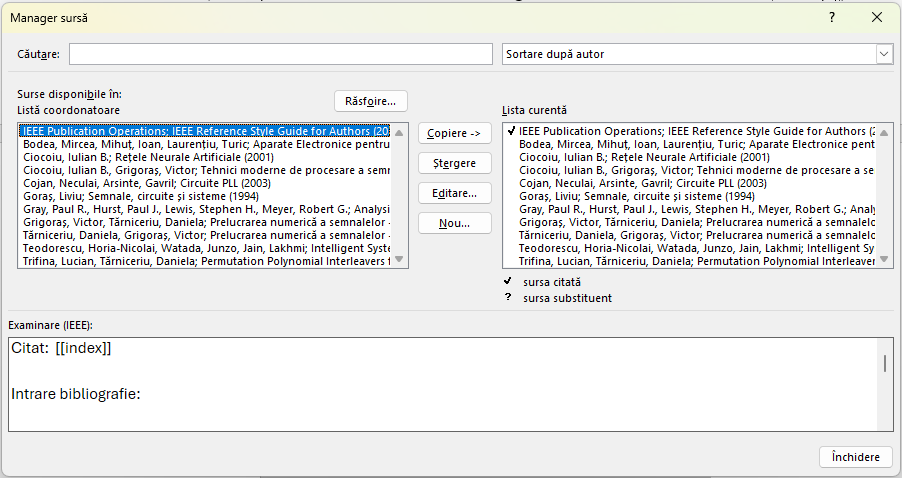 Manager sursă
? ×
Căutare:
Sortare după autor
Surse disponibile în:
Răsfoire...
Listă coordonatoare
Lista curentă
IEEE Publication Operations; IEEE Reference Style Guide for Authors (20
Bodea, Mircea, Mihuț, Ioan, Laurențiu, Turic; Aparate Electronice pentru
Ciocoiu, Iulian B.; Rețele Neurale Artificiale (2001)
Ciocoiu, Iulian B., Grigoraș, Victor; Tehnici moderne de procesare a semn
Cojan, Neculai, Arsinte, Gavril; Circuite PLL (2003)
Goraș, Liviu; Semnale, circuite și sisteme (1994)
Gray, Paul R., Hurst, Paul J., Lewis, Stephen H., Meyer, Robert G.; Analysi
Grigoraș, Victor, Tărniceriu, Daniela; Prelucrarea numerică a semnalelor -
Tărniceriu, Daniela, Grigoraș, Victor; Prelucrarea numerică a semnalelor
Teodorescu, Horia-Nicolai, Watada, Junzo, Jain, Lakhmi; Intelligent Syste
Trifina, Lucian, Tărniceriu, Daniela; Permutation Polynomial Interleavers f
Copiere ->
Ștergere
Editare...
Nou...
✓ IEEE Publication Operations; IEEE Reference Style Guide for Authors (2
Bodea, Mircea, Mihuț, Ioan, Laurențiu, Turic; Aparate Electronice pent
Ciocoiu, Iulian B.; Rețele Neurale Artificiale (2001)
Ciocoiu, Iulian B., Grigoraș, Victor; Tehnici moderne de procesare a se
Cojan, Neculai, Arsinte, Gavril; Circuite PLL (2003)
Goraș, Liviu; Semnale, circuite și sisteme (1994)
Gray, Paul R., Hurst, Paul J., Lewis, Stephen H., Meyer, Robert G.; Anal
Grigoraș, Victor, Tărniceriu, Daniela; Prelucrarea numerică a semnalelo
Tărniceriu, Daniela, Grigoraș, Victor; Prelucrarea numerică a semnalelo
Teodorescu, Horia-Nicolai, Watada, Junzo, Jain, Lakhmi; Intelligent Sy
Trifina, Lucian, Tărniceriu, Daniela; Permutation Polynomial Interleaver
✓ sursa citată
? sursa substituent
Examinare (IEEE):
Citat: [[index]]
Intrare bibliografie:
Închidere